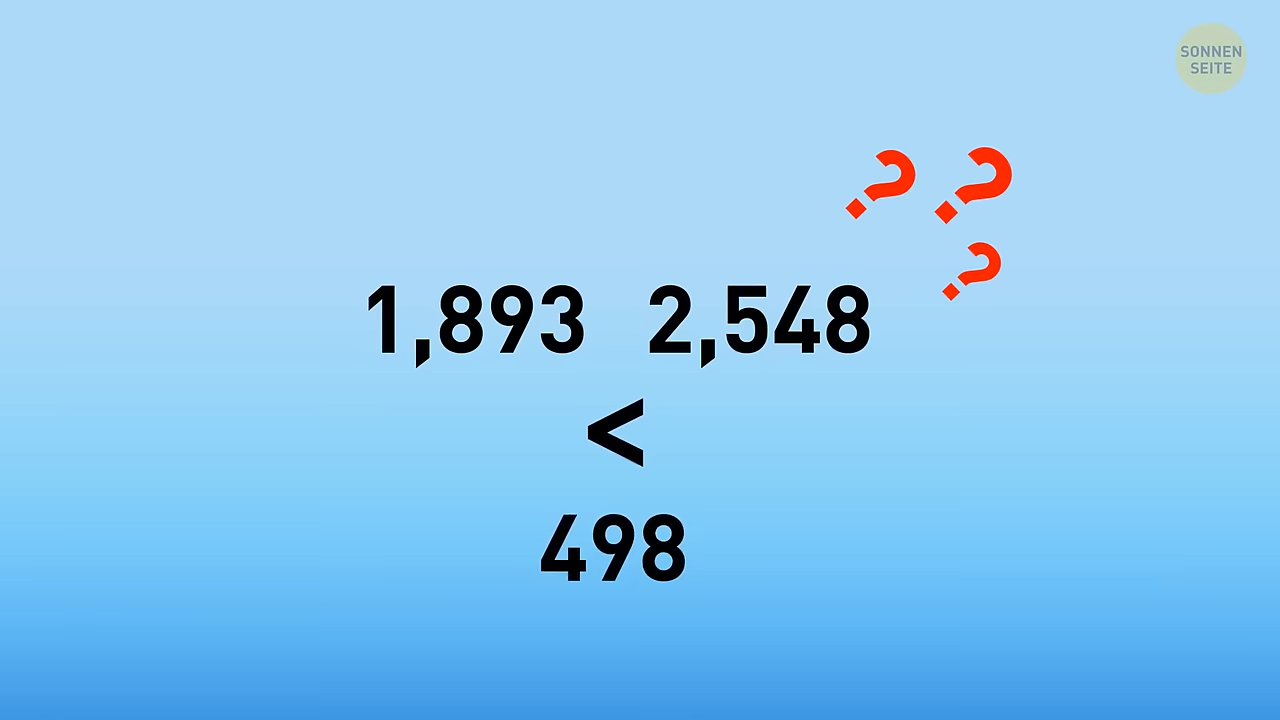 SONNEN
SEITE
? ?
?
1,893 2,548
<
498